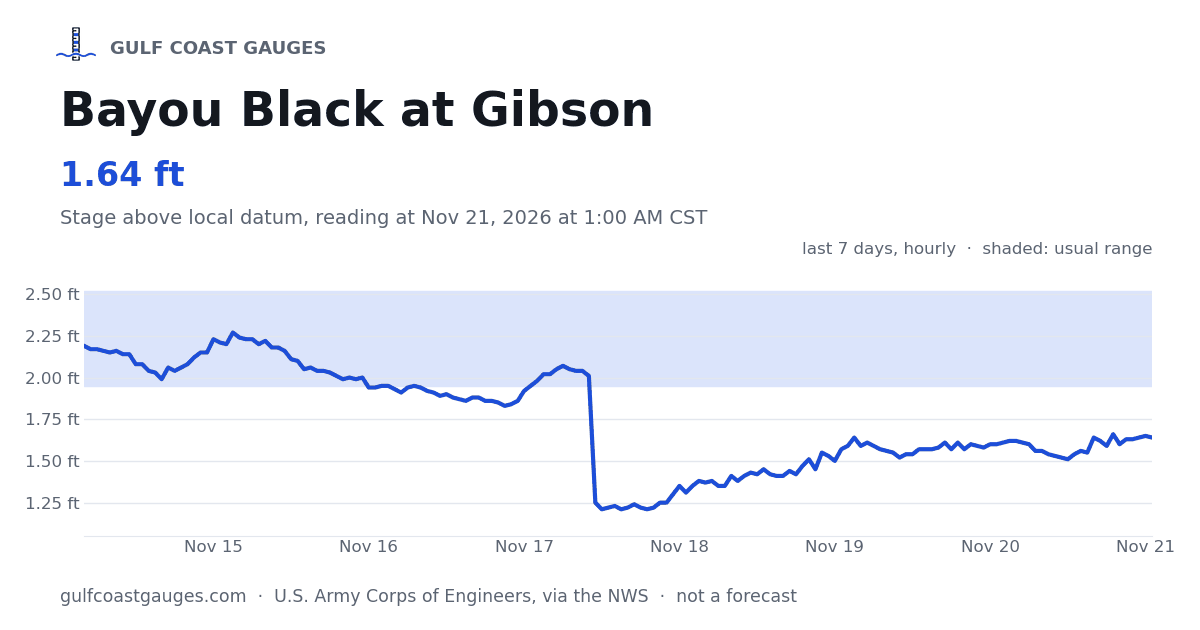 GULF COAST GAUGES
Bayou Black at Gibson
1.64 ft
Stage above local datum, reading at Nov 21, 2026 at 1:00 AM CST
last 7 days, hourly · shaded: usual range
2.50 ft
2.25 ft
2.00 ft
1.75 ft
1.50 ft
1.25 ft
Nov 15 Nov 16 Nov 17 Nov 18 Nov 19 Nov 20 Nov 21
gulfcoastgauges.com · U.S. Army Corps of Engineers, via the NWS · not a forecast